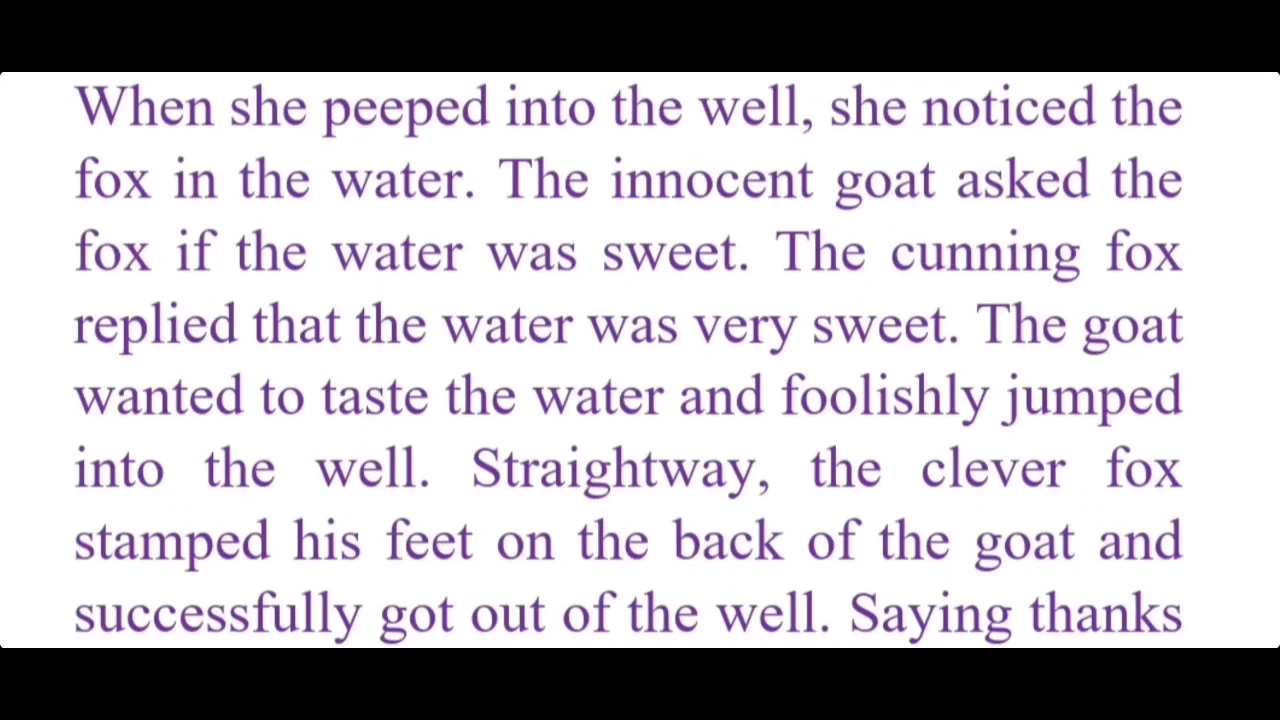 When she peeped into the well, she noticed the
fox in the water. The innocent goat asked the
fox if the water was sweet. The cunning fox
replied that the water was very sweet. The goat
wanted to taste the water and foolishly jumped
into the well. Straightway, the clever fox
stamped his feet on the back of the goat and
successfully got out of the well. Saying thanks